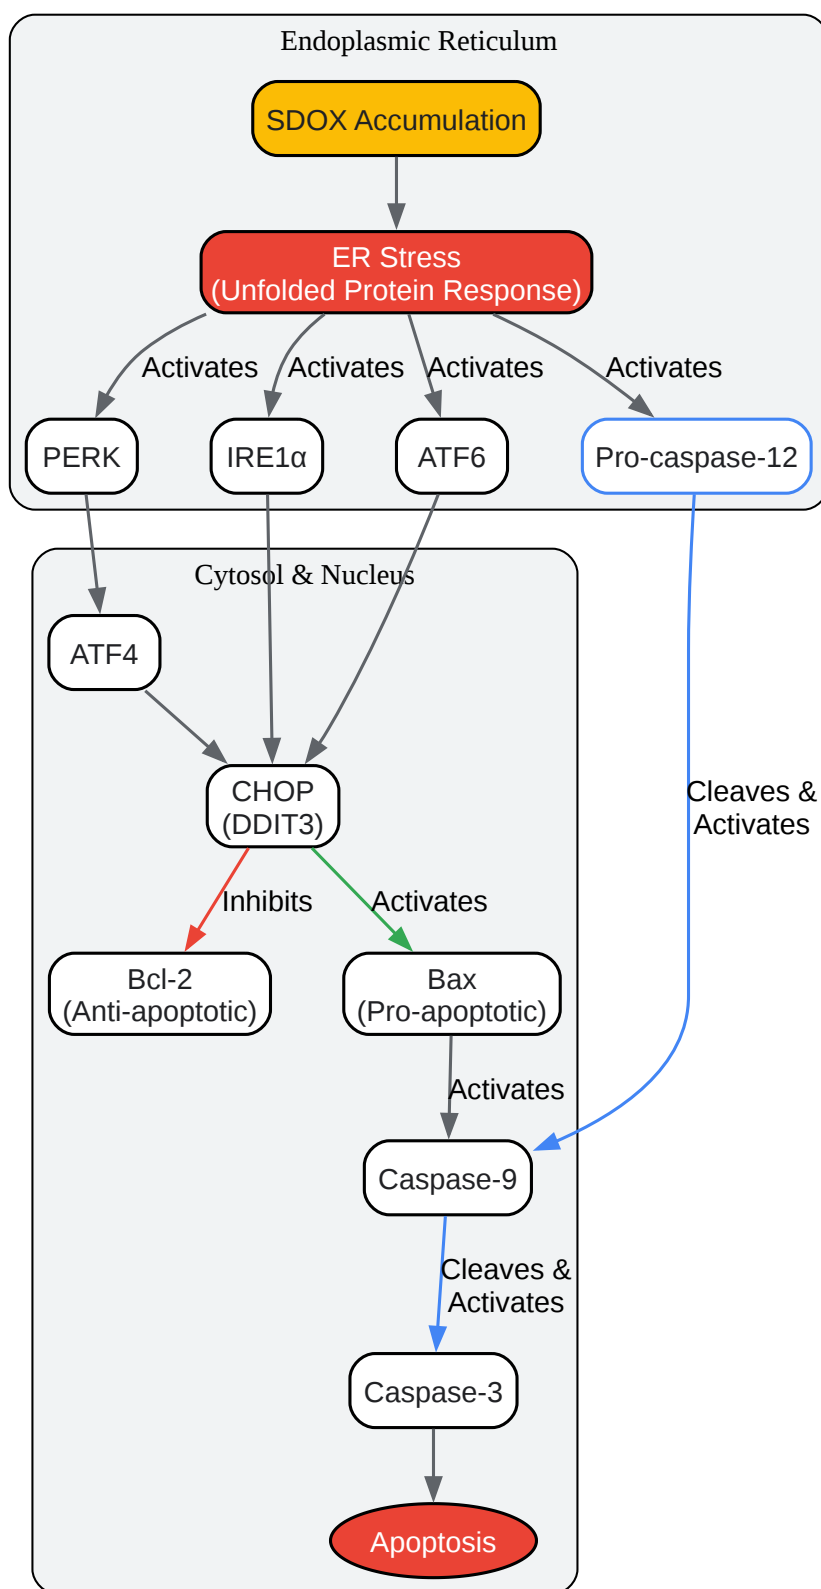 Endoplasmic Reticulum
SDOX Accumulation
ER Stress
(Unfolded Protein Response)
Activates
Activates
Activates
Activates
PERK
IRE1α
ATF6
Pro-caspase-12
Cytosol & Nucleus
ATF4
CHOP
(DDIT3)
Cleaves &
Activates
Inhibits
Activates
Bcl-2
(Anti-apoptotic)
Bax
(Pro-apoptotic)
Activates
Caspase-9
Cleaves &
Activates
Caspase-3
Apoptosis